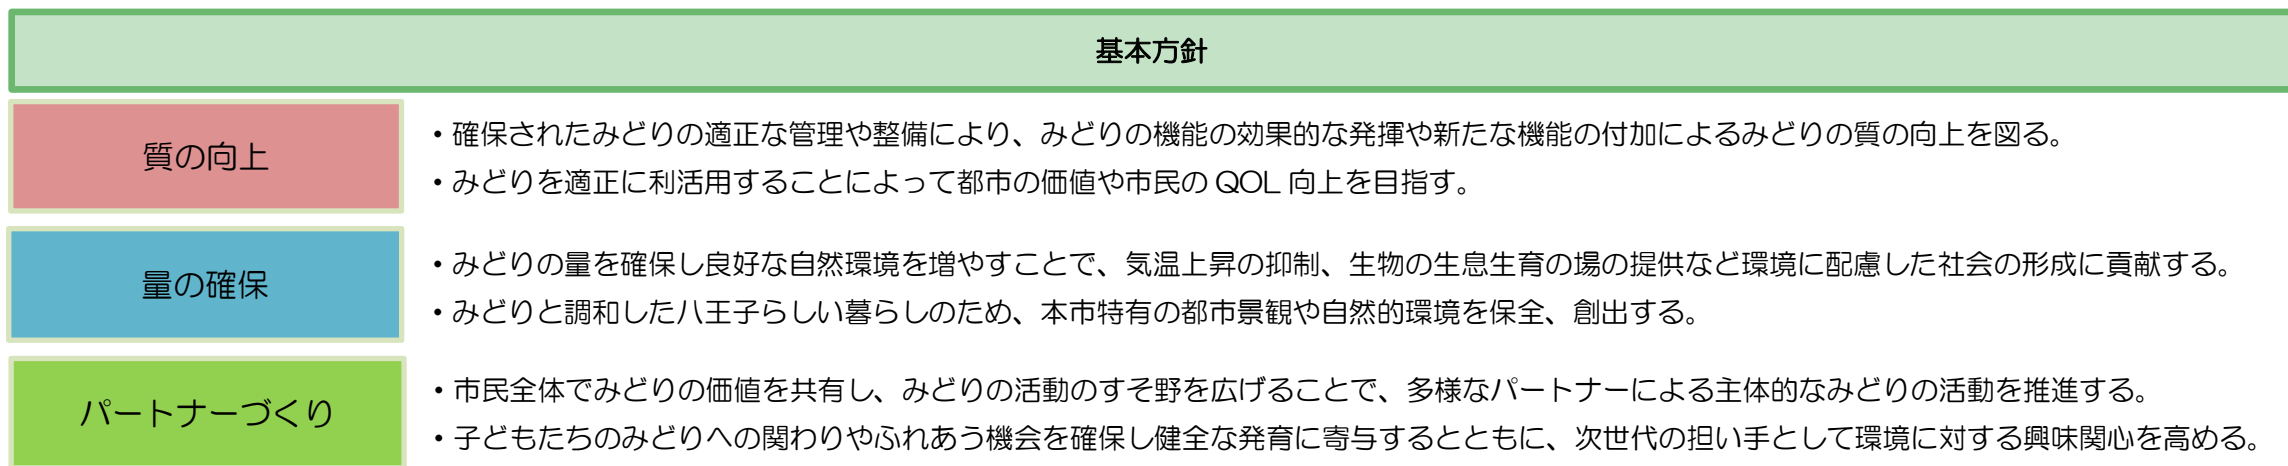 基本方針
質の向上
・確保されたみどりの適正な管理や整備により、みどりの機能の効果的な発揮や新たな機能の付加によるみどりの質の向上を図る。
・みどりを適正に利活用することによって都市の価値や市民の QOL 向上を目指す。
量の確保
・みどりの量を確保し良好な自然環境を増やすことで、気温上昇の抑制、生物の生息生育の場の提供など環境に配慮した社会の形成に貢献する。
・みどりと調和した八王子らしい暮らしのため、本市特有の都市景観や自然的環境を保全、創出する。
パートナーづくり
・市民全体でみどりの価値を共有し、みどりの活動のすそ野を広げることで、多様なパートナーによる主体的なみどりの活動を推進する。
・子どもたちのみどりへの関わりやふれあう機会を確保し健全な発育に寄与するとともに、次世代の担い手として環境に対する興味関心を高める。